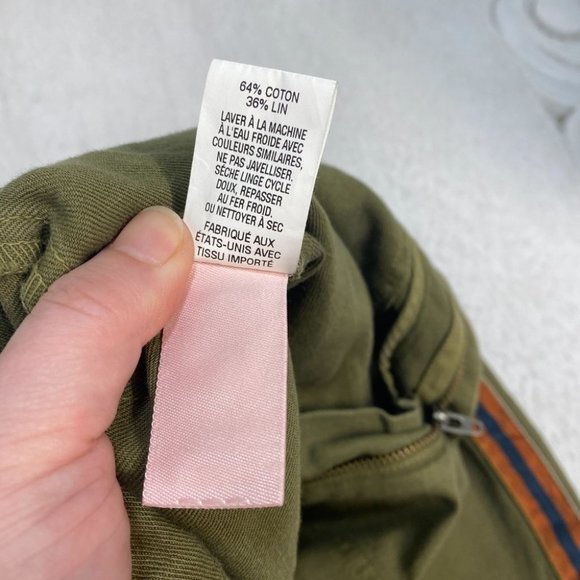 64% COTON
36% LIN
LAVER À LA MACHINE
À L'EAU FROIDE AVEC
COULEURS SIMILAIRES,
NE PAS JAVELLISER.
SÈCHE LINGE CYCLE
DOUX, REPASSER
AU FER FROID.
OU NETTOYER À SEC
FABRIQUÉ AUX
ÉTATS-UNIS AVEC
TISSU IMPORTÉ